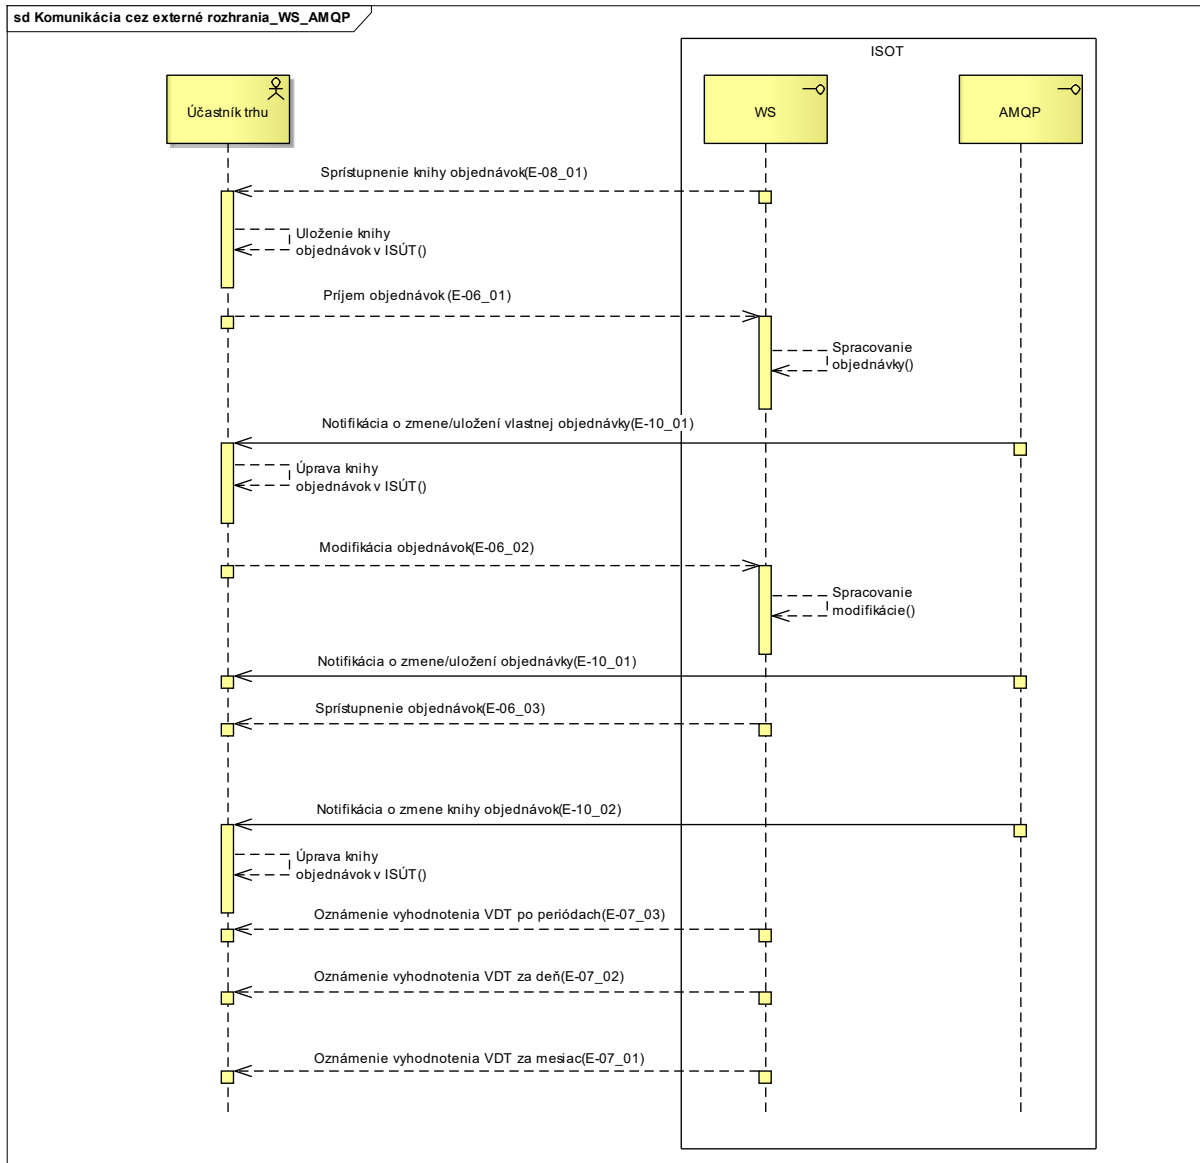 sd Komunikácia cez externé rozhrania_WS_AMQP
ISOT
Účastník trhu
WS
AMQP
Sprístupnenie knihy objednávok(E-08_01)
Uloženie knihy
objednávok v ISÚT()
Príjem objednávok (E-06_01)
Spracovanie
objednávky()
Notifikácia o zmene/uložení vlastnej objednávky(E-10_01)
Úprava knihy
objednávok v ISÚT()
Modifikácia objednávok(E-06_02)
Spracovanie
modifikácie()
Notifikácia o zmene/uložení objednávky(E-10_01)
Sprístupnenie objednávok(E-06_03)
Notifikácia o zmene knihy objednávok(E-10_02)
Úprava knihy
objednávok v ISÚT()
Oznámenie vyhodnotenia VDT po periódach(E-07_03)
Oznámenie vyhodnotenia VDT za deň(E-07_02)
Oznámenie vyhodnotenia VDT za mesiac(E-07_01)